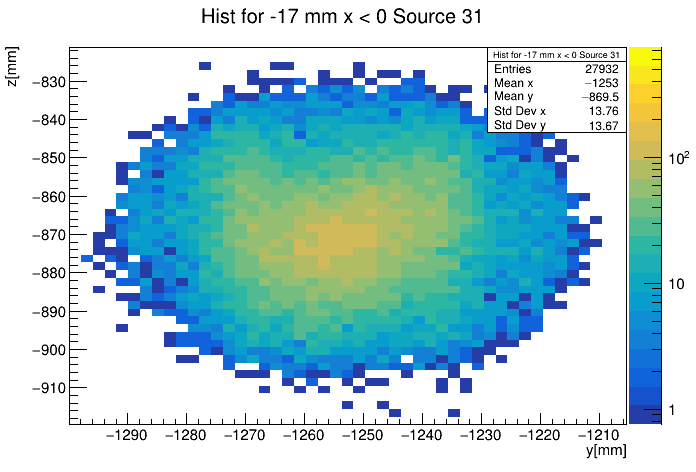 Hist for -17 mm x < 0 Source 31
z[mm]
Hist for -17 mm x < 0 Source 31
Entries 27932
Mean x −1253
Mean y −869.5
Std Dev x 13.76
Std Dev y 13.67
−830
−840
−850
−860
−870
−880
−890
−900
−910
10²
10
1
−1290 −1280 −1270 −1260 −1250 −1240 −1230 −1220 −1210
y[mm]